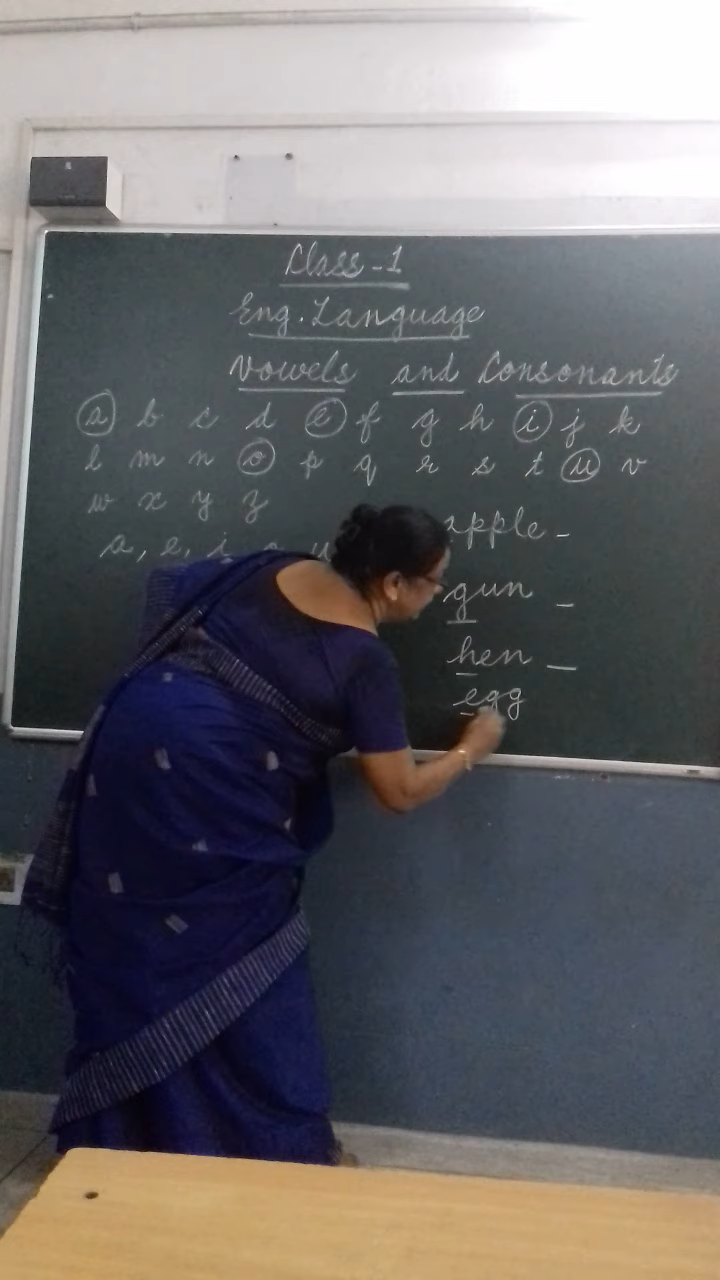 Class - 1
Eng. Language
Vowels and Consonants
a b c d e f g h i j k
l m n o p q r s t u v
w x y z
a, e, i, o, u
apple -
gun -
hen -
egg